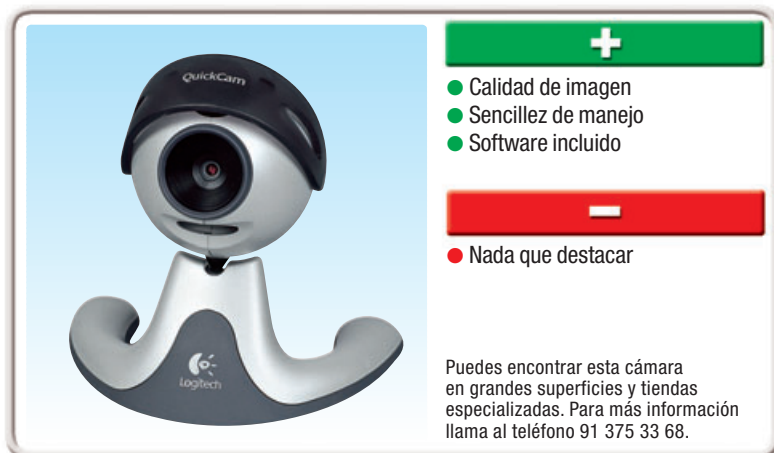 QuickCam
Logitech
+
● Calidad de imagen
● Sencillez de manejo
● Software incluido
–
● Nada que destacar
Puedes encontrar esta cámara
en grandes superficies y tiendas
especializadas. Para más información
llama al teléfono 91 375 33 68.